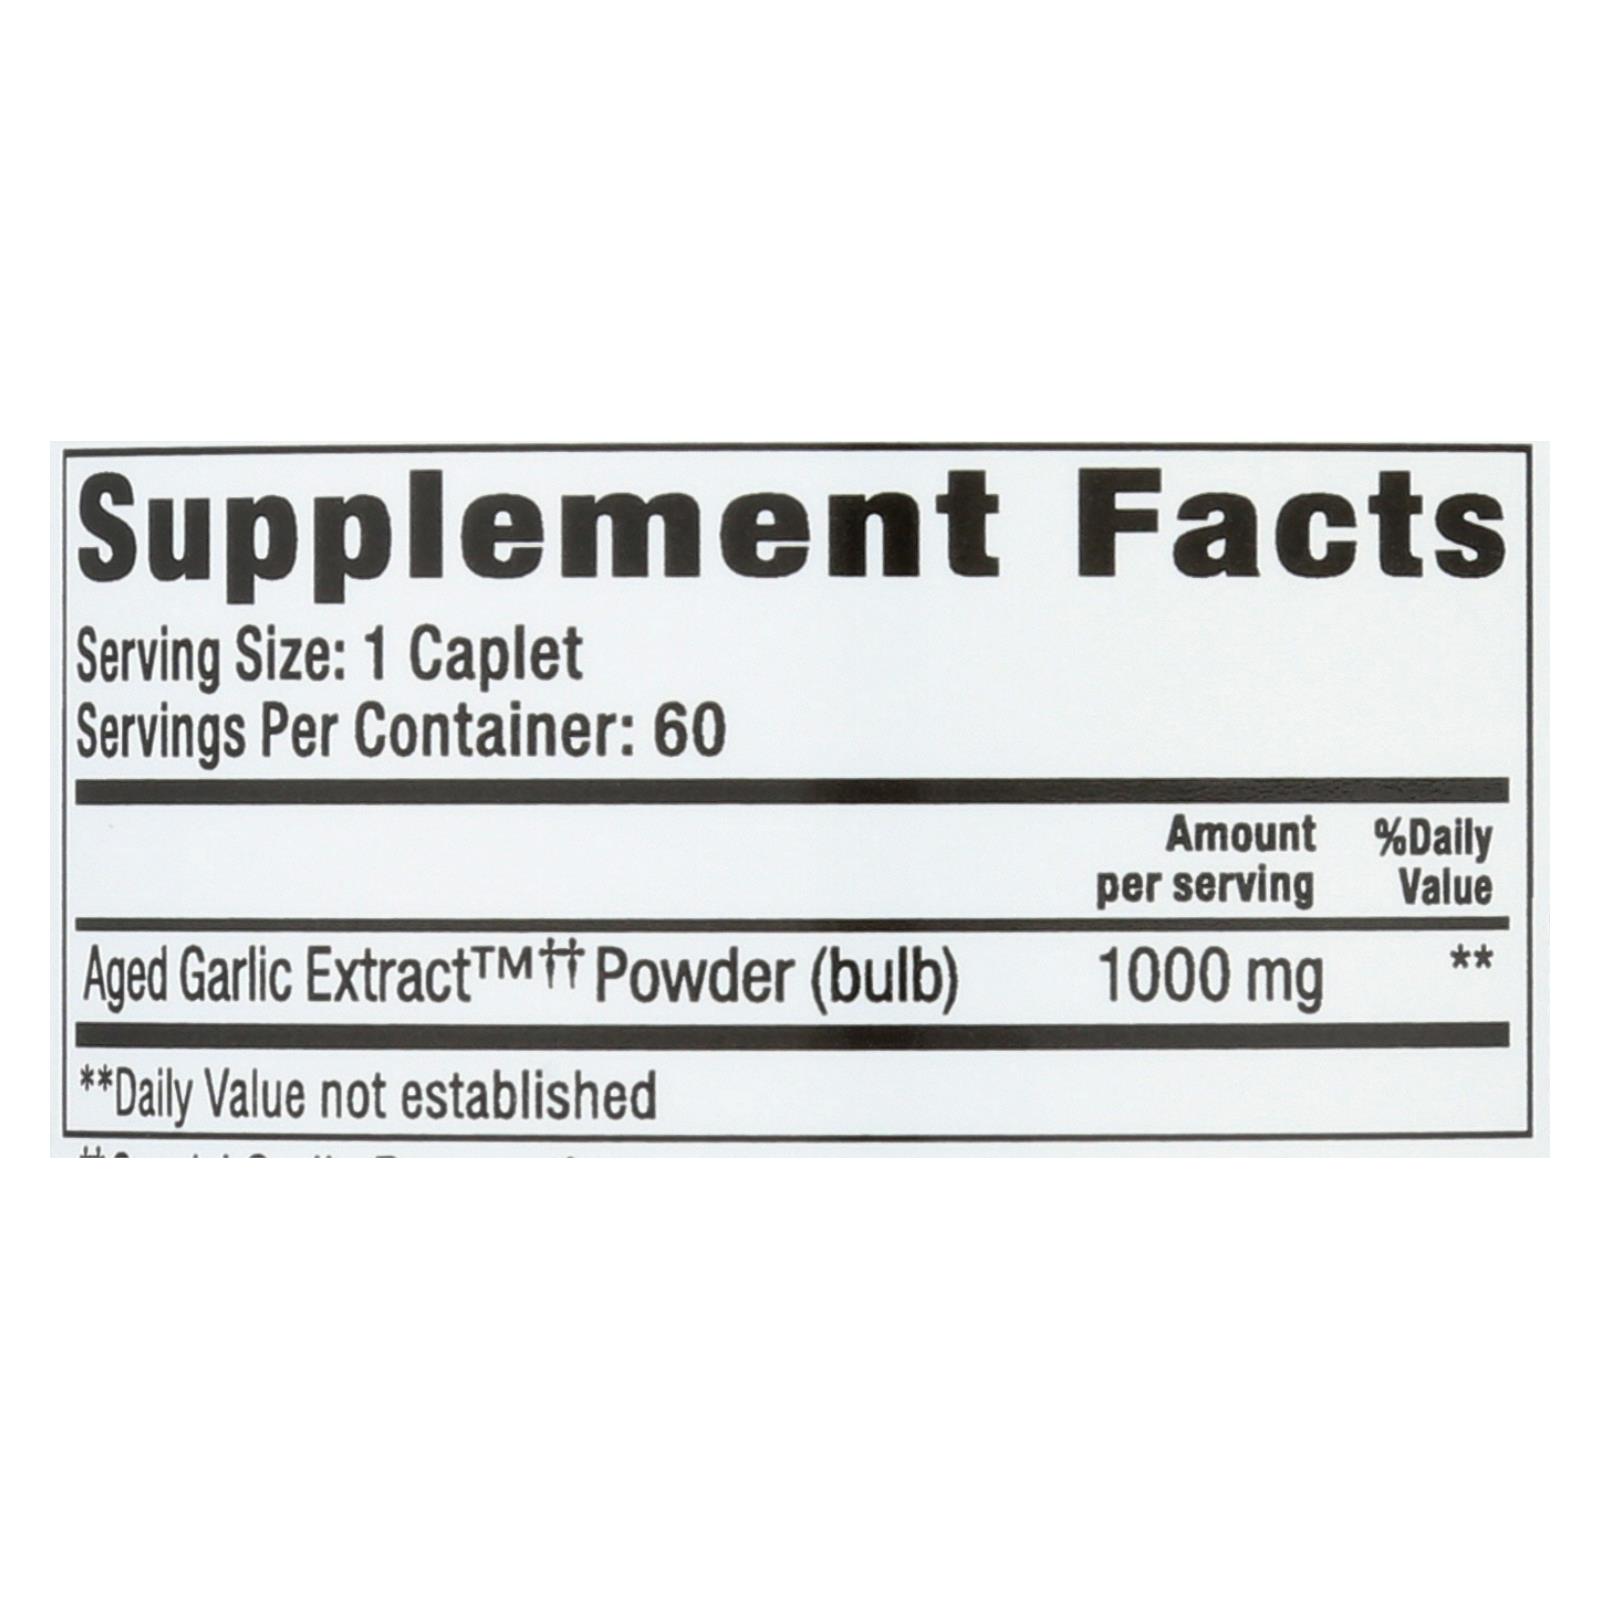 Supplement Facts
Serving Size: 1 Caplet
Servings Per Container: 60
Amount per serving
%Daily Value
Aged Garlic Extract™†† Powder (bulb) 1000 mg **
**Daily Value not established